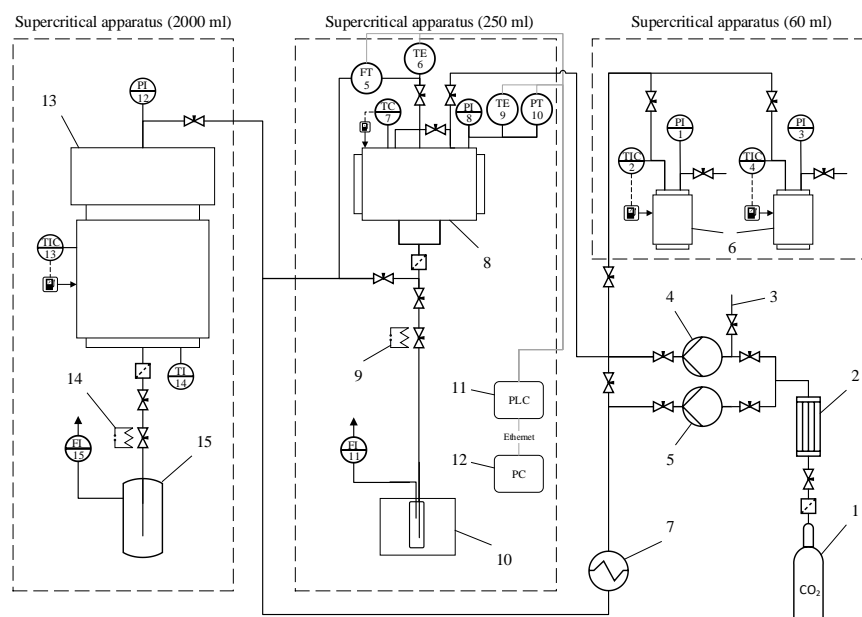 Supercritical apparatus (2000 ml)
Supercritical apparatus (250 ml)
Supercritical apparatus (60 ml)
PI
12
13
TIC
13
TI
14
14
FI
15
15
TE
6
FT
5
TC
7
PI
8
TE
9
PT
10
8
9
FI
11
10
11
PLC
Ethernet
12
PC
PI
1
PI
3
TIC
2
TIC
4
6
4
3
5
2
7
1
CO2